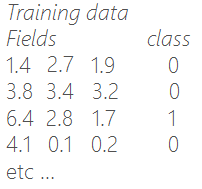 Training data
Fields class
1.4 2.7 1.9 0
3.8 3.4 3.2 0
6.4 2.8 1.7 1
4.1 0.1 0.2 0
etc ...